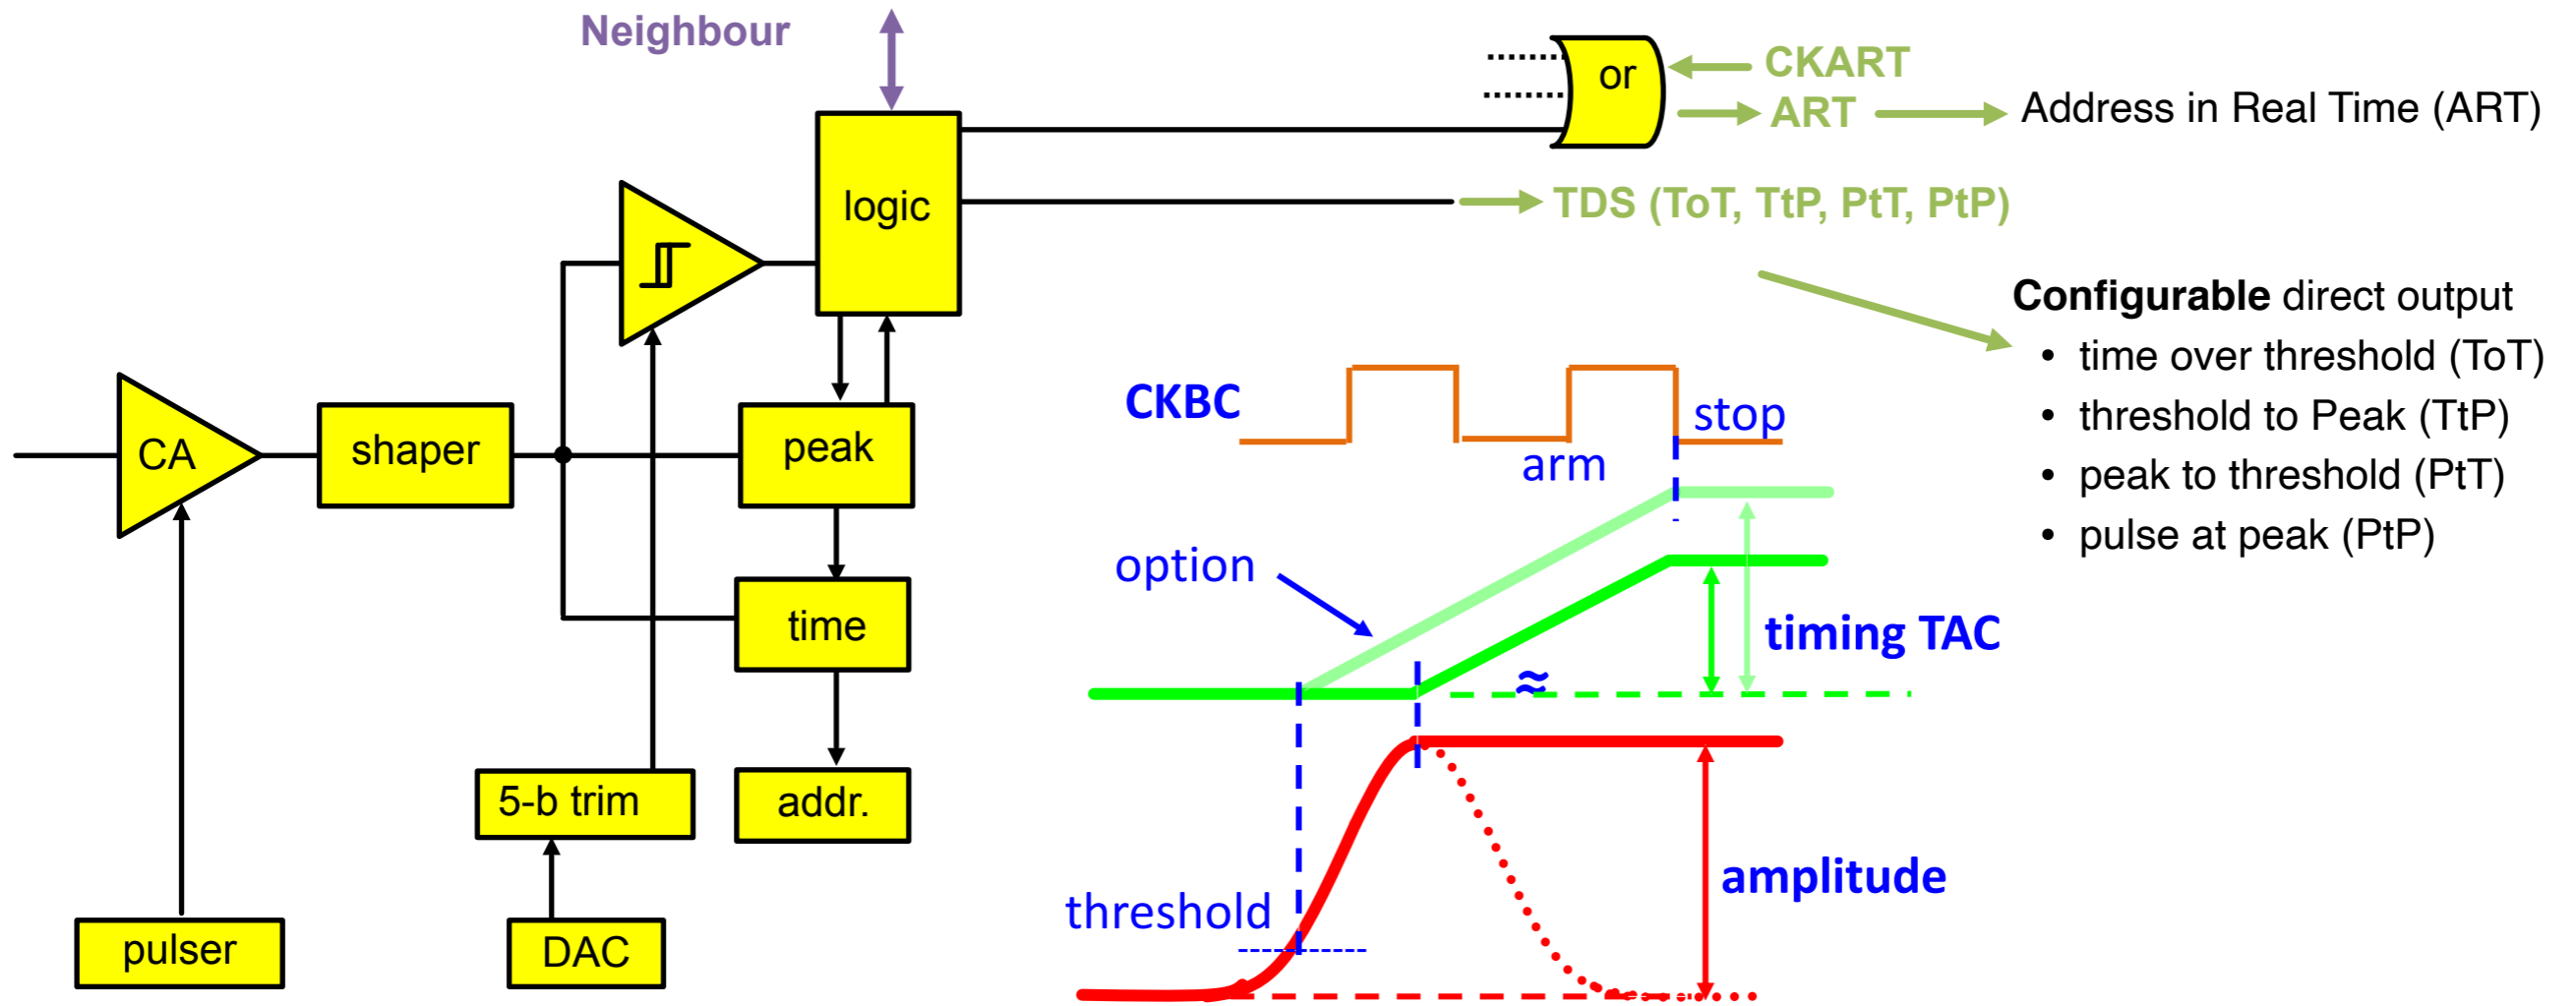 Neighbour
or
CKART
ART
Address in Real Time (ART)
logic
TDS (ToT, TtP, PtT, PtP)
Configurable direct output
• time over threshold (ToT)
• threshold to Peak (TtP)
• peak to threshold (PtT)
• pulse at peak (PtP)
CA
shaper
peak
time
5-b trim
addr.
pulser
DAC
CKBC
stop
arm
option
timing TAC
≈
amplitude
threshold